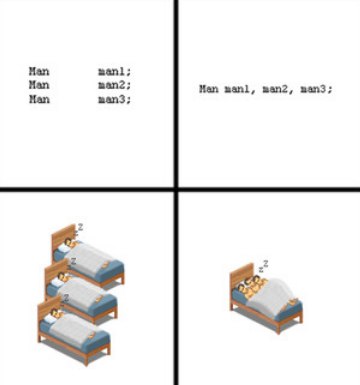 Man man1;
Man man2;
Man man3;
Man man1, man2, man3;
z z
z
z
z z